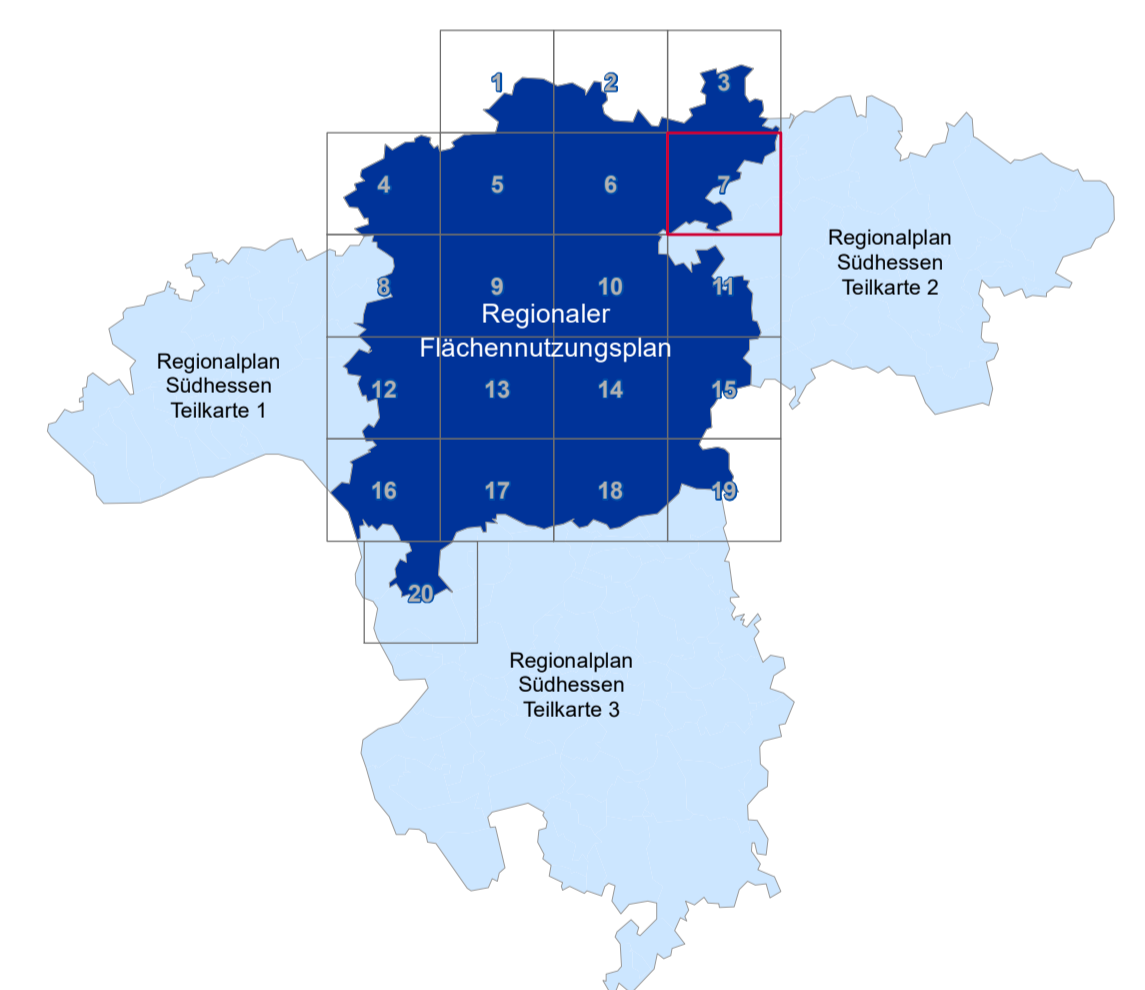 1
2
3
4
5
6
7
Regionalplan
Südhessen
Teilkarte 2
8
9
10
11
Regionaler
Flächennutzungsplan
Regionalplan
Südhessen
Teilkarte 1
12
13
14
15
16
17
18
19
20
Regionalplan
Südhessen
Teilkarte 3